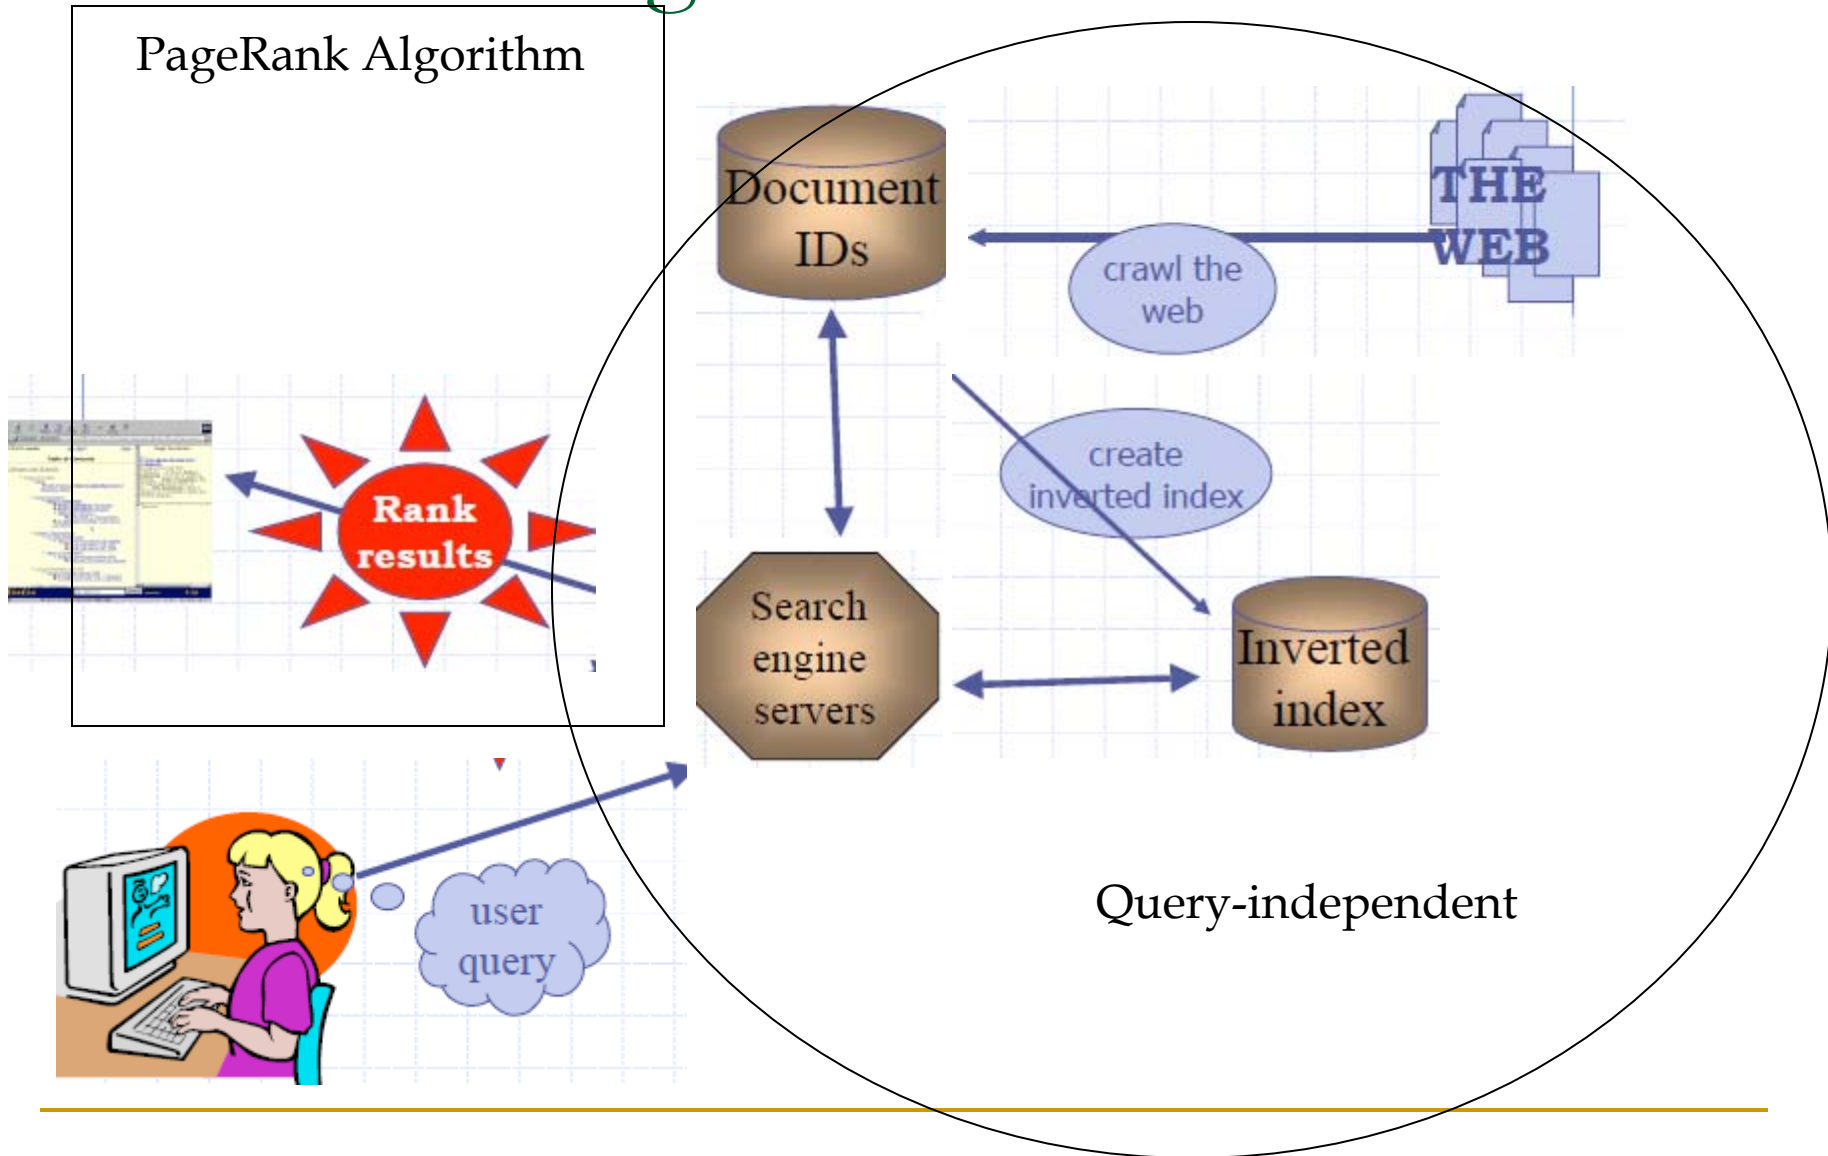 PageRank Algorithm
Document
IDs
THE
WEB
crawl the
web
create
inverted index
Rank
results
Search
engine
servers
Inverted
index
user
query
Query-independent